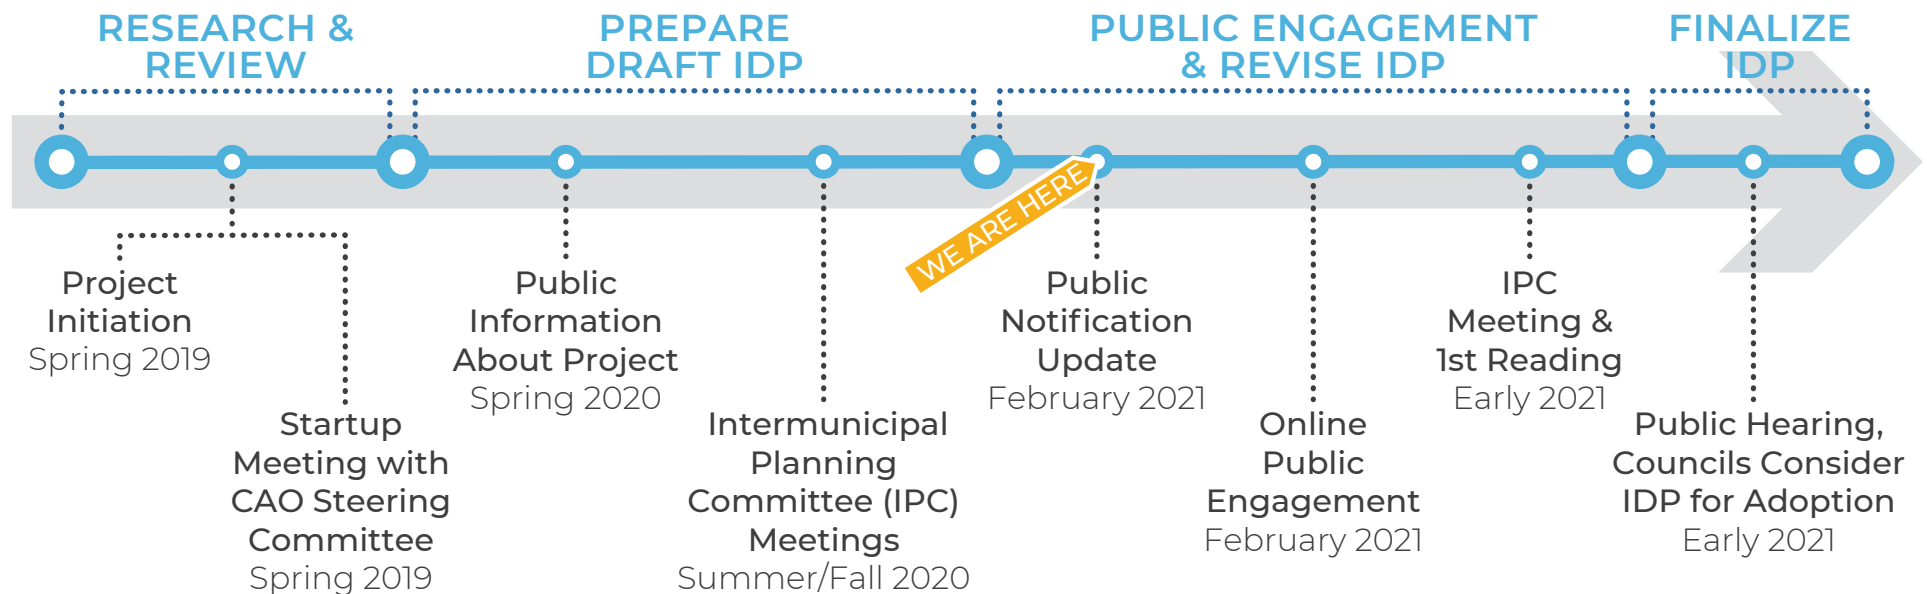 RESEARCH &
REVIEW
PREPARE
DRAFT IDP
PUBLIC ENGAGEMENT
& REVISE IDP
FINALIZE
IDP
WE ARE HERE
Project
Initiation
Spring 2019
Startup
Meeting with
CAO Steering
Committee
Spring 2019
Public
Information
About Project
Spring 2020
Intermunicipal
Planning
Committee (IPC)
Meetings
Summer/Fall 2020
Public
Notification
Update
February 2021
Online
Public
Engagement
February 2021
IPC
Meeting &
1st Reading
Early 2021
Public Hearing,
Councils Consider
IDP for Adoption
Early 2021